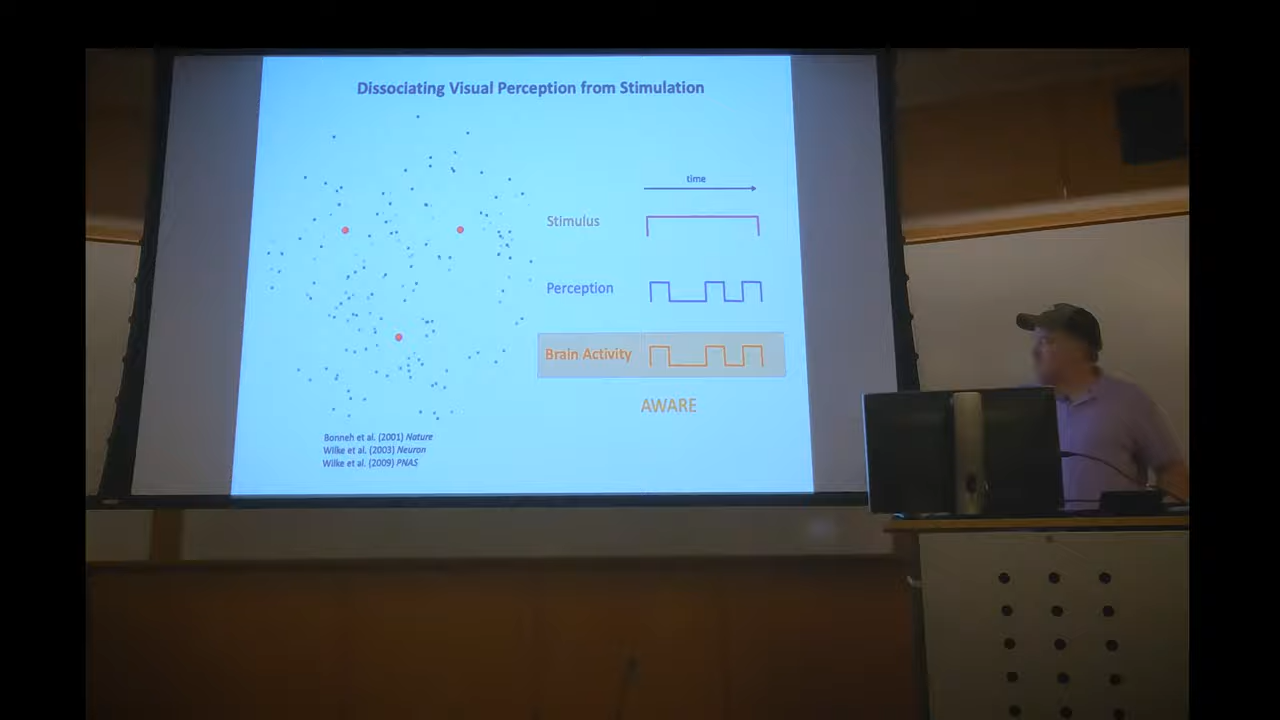 Dissociating Visual Perception from Stimulation
time
Stimulus
Perception
Brain Activity
AWARE
Bonneh et al. (2001) Nature
Wilke et al. (2003) Neuron
Wilke et al. (2009) PNAS